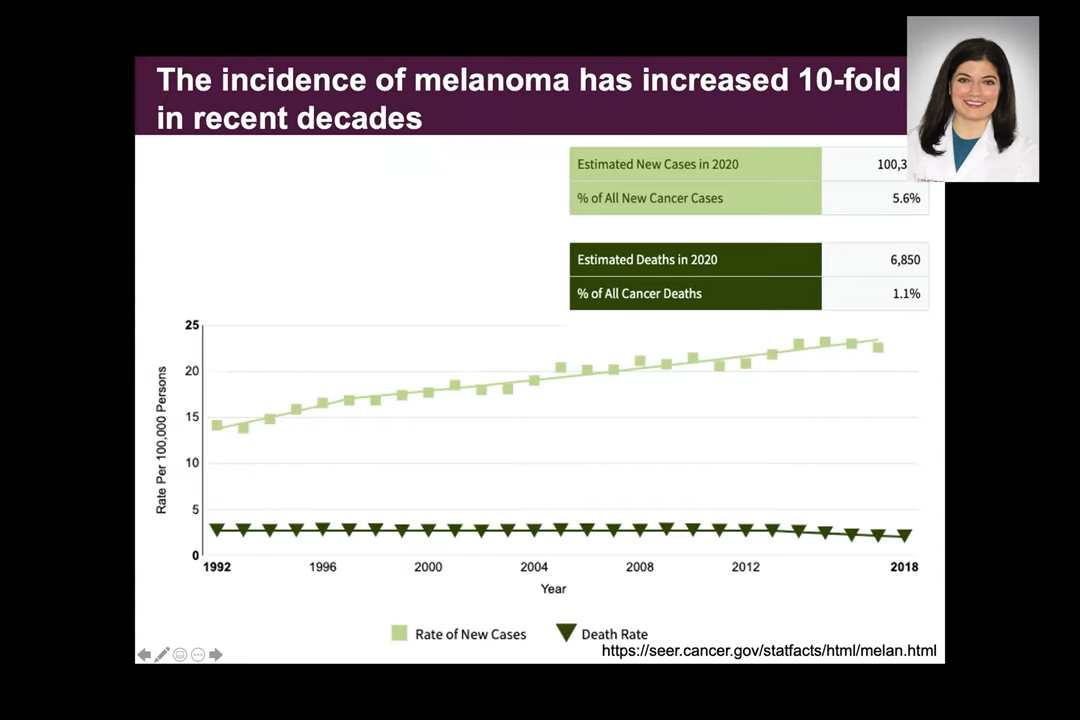 The incidence of melanoma has increased 10-fold
in recent decades
Estimated New Cases in 2020 100,3
% of All New Cancer Cases 5.6%
Estimated Deaths in 2020 6,850
% of All Cancer Deaths 1.1%
Rate Per 100,000 Persons
25
20
15
10
5
0
1992 1996 2000 2004 2008 2012 2018
Year
Rate of New Cases Death Rate
https://seer.cancer.gov/statfacts/html/melan.html